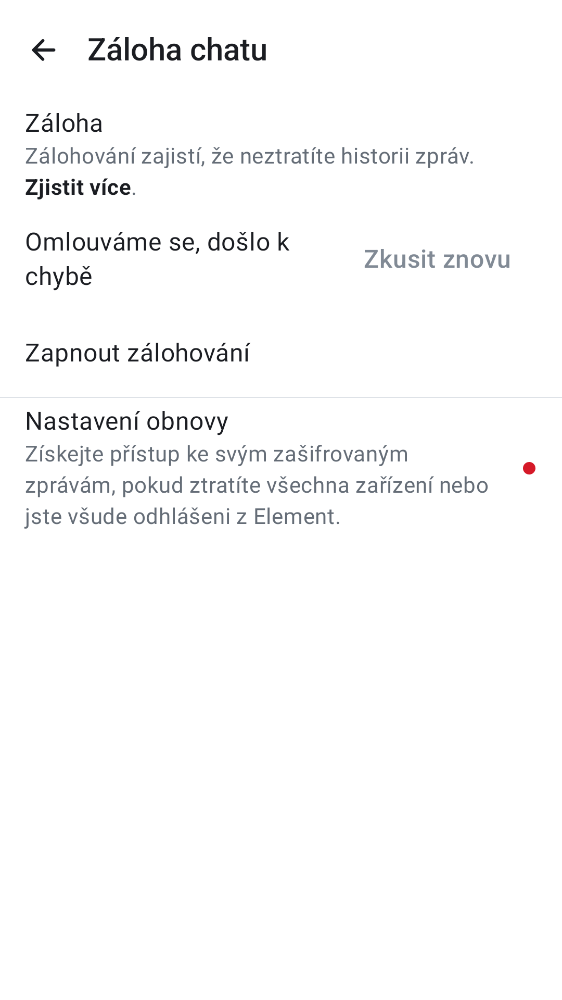 Záloha chatu
Záloha
Zálohování zajistí, že neztratíte historii zpráv.
Zjistit více.
Omlouváme se, došlo k
chybě
Zkusit znovu
Zapnout zálohování
Nastavení obnovy
Získejte přístup ke svým zašifrovaným
zprávám, pokud ztratíte všechna zařízení nebo
jste všude odhlášeni z Element.